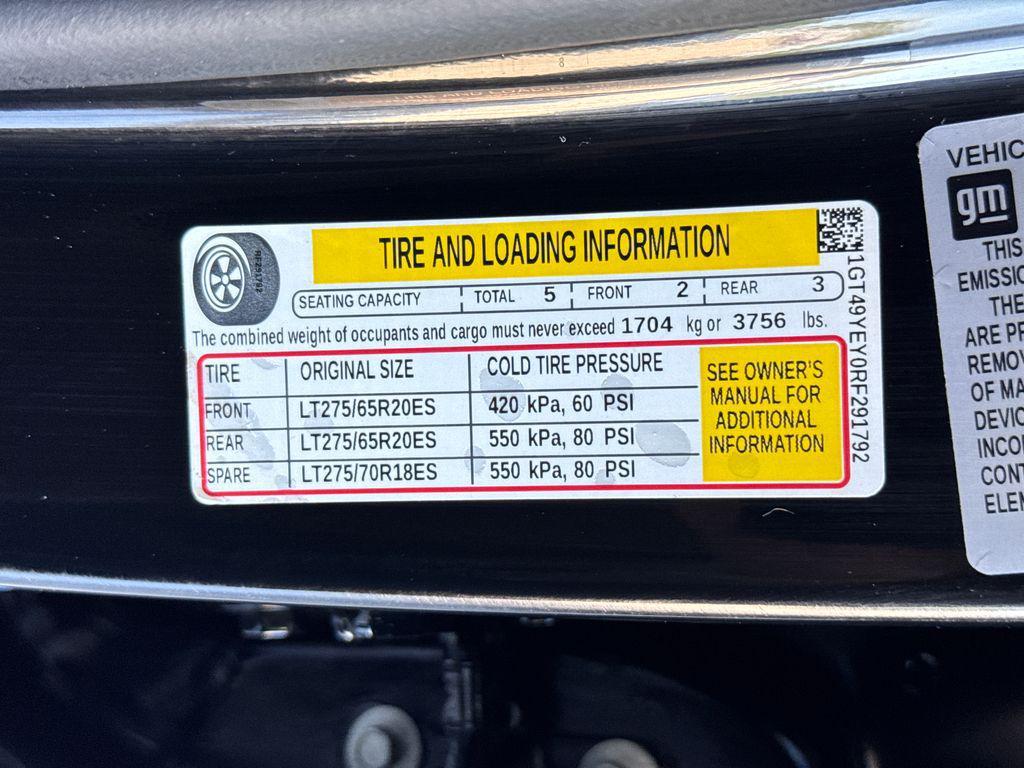 TIRE AND LOADING INFORMATION
RF291792
SEATING CAPACITY TOTAL 5 FRONT 2 REAR 3
The combined weight of occupants and cargo must never exceed 1704 kg or 3756 lbs.
TIRE ORIGINAL SIZE COLD TIRE PRESSURE
FRONT LT275/65R20ES 420 kPa, 60 PSI
REAR LT275/65R20ES 550 kPa, 80 PSI
SPARE LT275/70R18ES 550 kPa, 80 PSI
SEE OWNER'S
MANUAL FOR
ADDITIONAL
INFORMATION
1GT49YEY0RF291792
VEHIC
gm
THIS
EMISSIO
THE
ARE PR
REMOV
OF MA
DEVIC
INCOR
CONT
ELEM